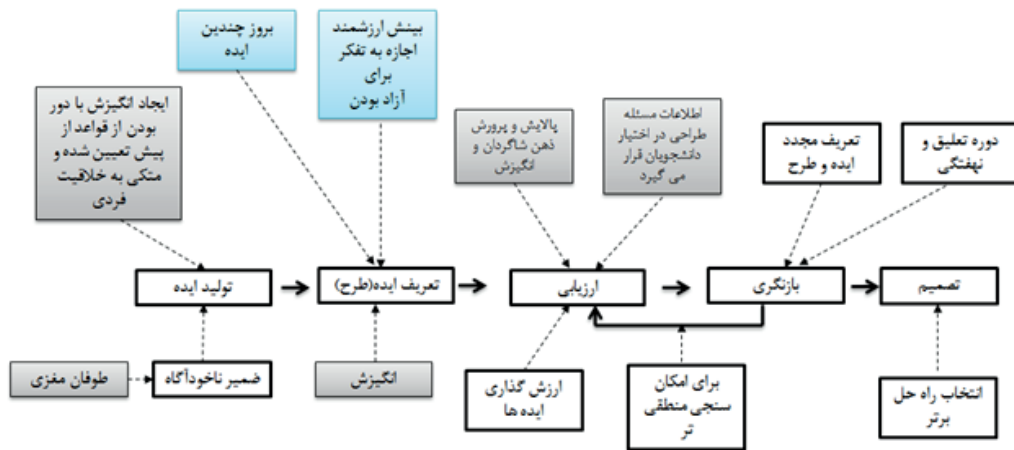 بروز چندین
ایده
بینش ارزشمند
اجازه به تفکر
برای
آزاد بودن
ایجاد انگیزش با دور
بودن از قواعد از
پیش تعیین شده و
متکی به خلاقیت
فردی
پالایش و پرورش
ذهن شاگردان و
انگیزش
اطلاعات مسئله
طراحی در اختیار
دانشجویان قرار
می گیرد
تعریف مجدد
ایده و طرح
دوره تعلیق و
نهفتگی
تولید ایده
تعریف ایده(طرح)
ارزیابی
بازنگری
تصمیم
طوفان مغزی
ضمیر ناخودآگاه
انگیزش
ارزش گذاری
ایده ها
برای امکان
سنجی منطقی
تر
انتخاب راه حل
برتر